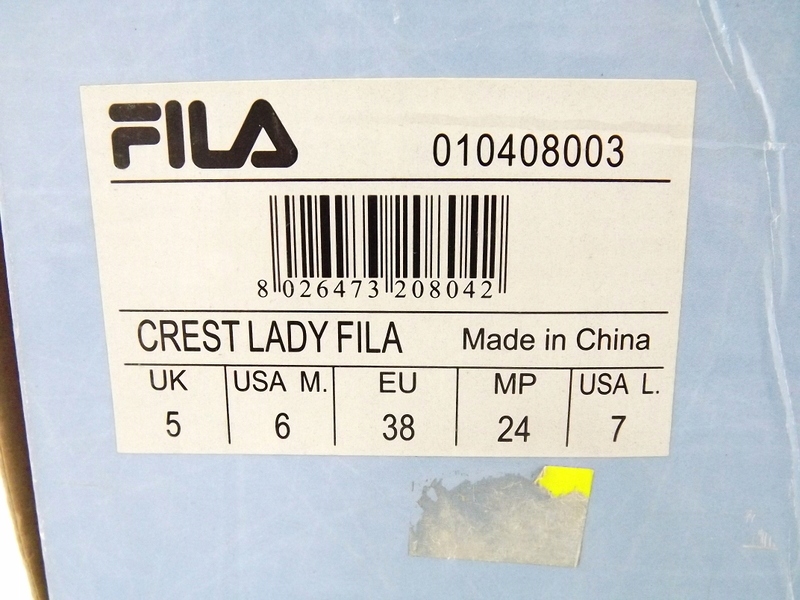 FILA 010408003
8 026473 208042
CREST LADY FILA Made in China
UK USA M. EU MP USA L.
5 6 38 24 7